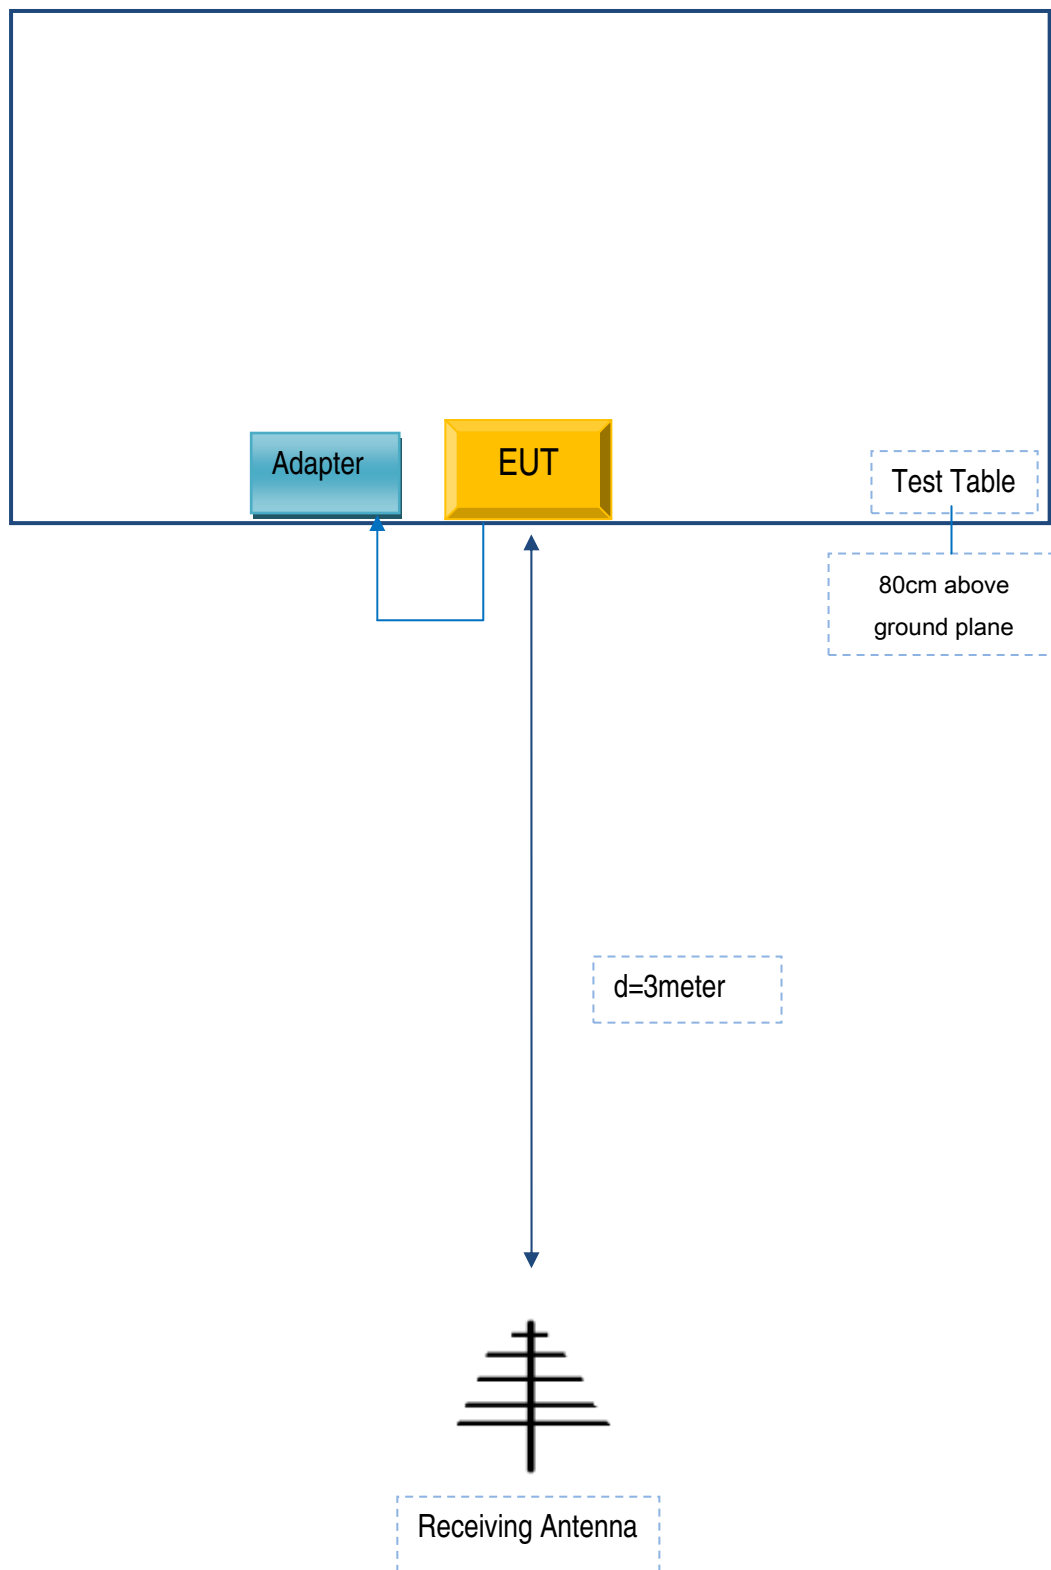 Adapter
EUT
Test Table
80cm above
ground plane
d=3meter
Receiving Antenna